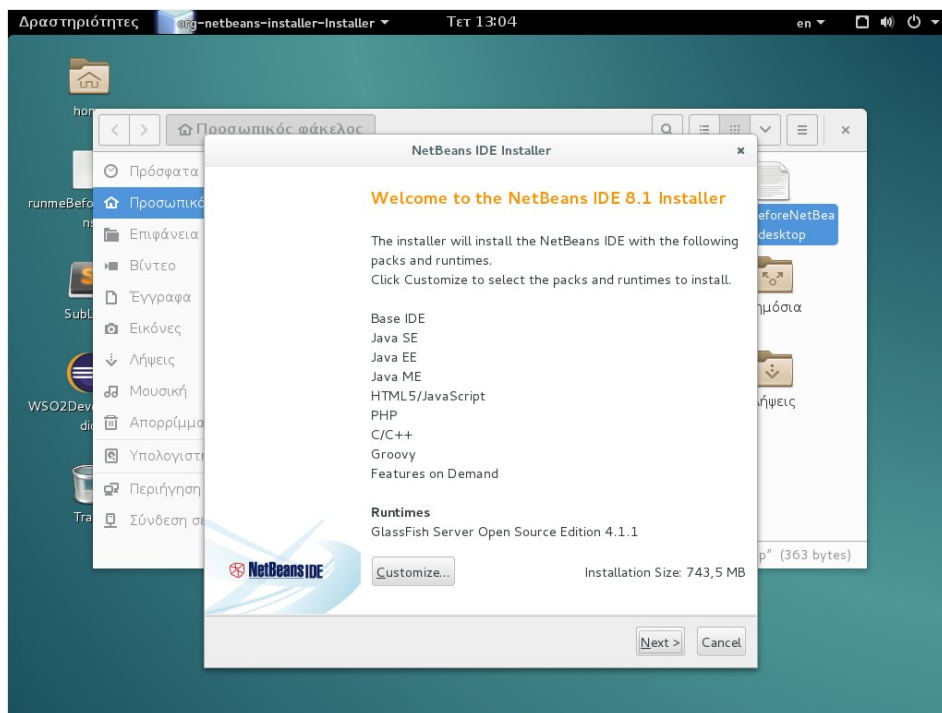 Δραστηριότητες org-netbeans-installer-Installer Τετ 13:04 en
Προσωπικός φάκελος
NetBeans IDE Installer
Πρόσφατα
Επιφάνεια
Βίντεο
Έγγραφα
Εικόνες
Λήψεις
Μουσική
Περιήγηση
Σύνδεση
Welcome to the NetBeans IDE 8.1 Installer
The installer will install the NetBeans IDE with the following
packs and runtimes.
Click Customize to select the packs and runtimes to install.
Base IDE
Java SE
Java EE
Java ME
HTML5/JavaScript
PHP
C/C++
Groovy
Features on Demand
Runtimes
GlassFish Server Open Source Edition 4.1.1
NetBeans IDE
Customize...
Installation Size: 743,5 MB
Next >
Cancel
desktop
(363 bytes)